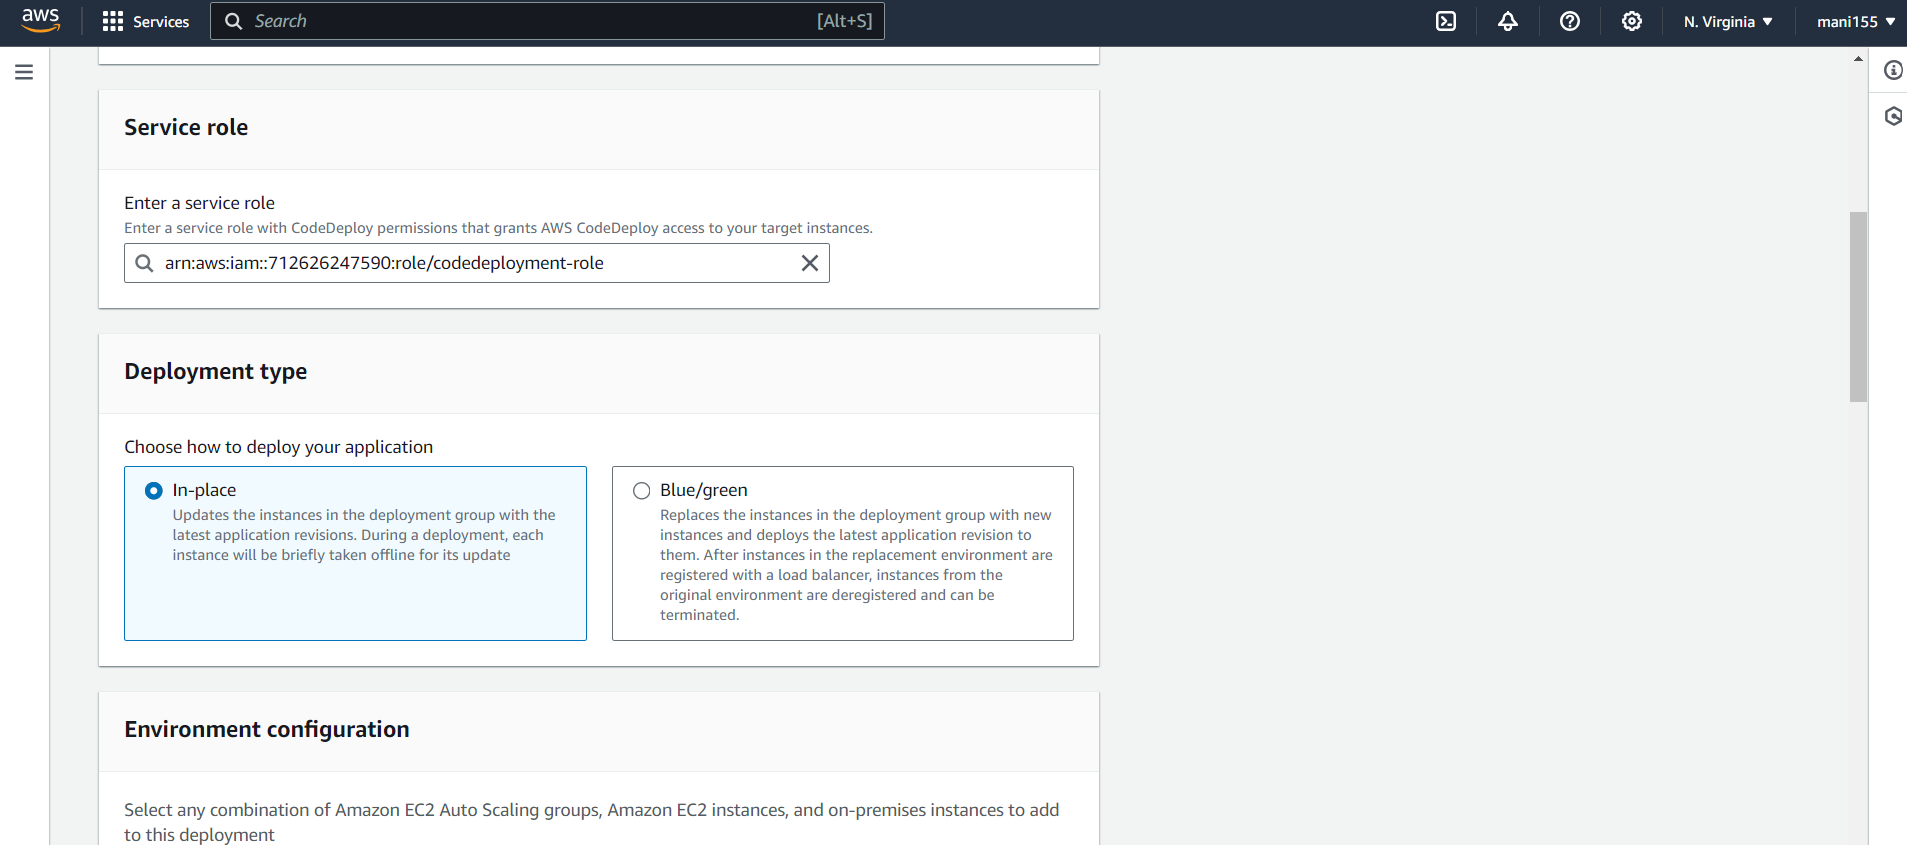 aws
Services
Search
[Alt+S]
N. Virginia
mani155
Service role
Enter a service role
Enter a service role with CodeDeploy permissions that grants AWS CodeDeploy access to your target instances.
arn:aws:iam::712626247590:role/codedeployment-role
Deployment type
Choose how to deploy your application
In-place
Updates the instances in the deployment group with the
latest application revisions. During a deployment, each
instance will be briefly taken offline for its update
Blue/green
Replaces the instances in the deployment group with new
instances and deploys the latest application revision to
them. After instances in the replacement environment are
registered with a load balancer, instances from the
original environment are deregistered and can be
terminated.
Environment configuration
Select any combination of Amazon EC2 Auto Scaling groups, Amazon EC2 instances, and on-premises instances to add
to this deployment